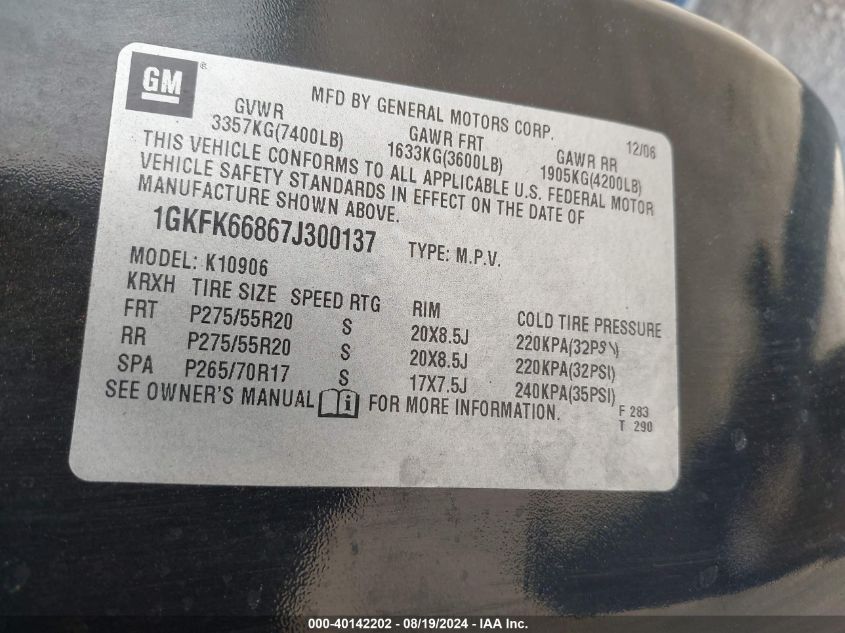 GM®
MFD BY GENERAL MOTORS CORP. 12/06
GVWR GAWR FRT GAWR RR
3357KG(7400LB) 1633KG(3600LB) 1905KG(4200LB)
THIS VEHICLE CONFORMS TO ALL APPLICABLE U.S. FEDERAL MOTOR
VEHICLE SAFETY STANDARDS IN EFFECT ON THE DATE OF
MANUFACTURE SHOWN ABOVE.
1GKFK66867J300137 TYPE: M.P.V.
MODEL: K10906
KRXH TIRE SIZE SPEED RTG RIM COLD TIRE PRESSURE
FRT P275/55R20 S 20X8.5J 220KPA(32PSI)
RR P275/55R20 S 20X8.5J 220KPA(32PSI)
SPA P265/70R17 S 17X7.5J 240KPA(35PSI)
SEE OWNER'S MANUAL i FOR MORE INFORMATION.
F 283
T 290
000-40142202 - 08/19/2024 - IAA Inc.